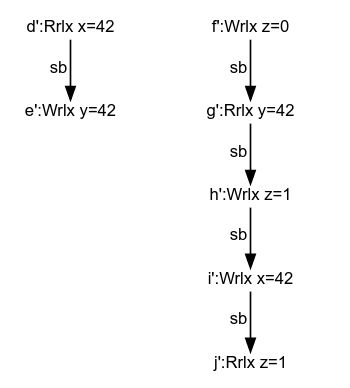 d':Rrlx x=42
f':Wrlx z=0
sb
sb
e':Wrlx y=42
g':Rrlx y=42
sb
h':Wrlx z=1
sb
i':Wrlx x=42
sb
j':Rrlx z=1